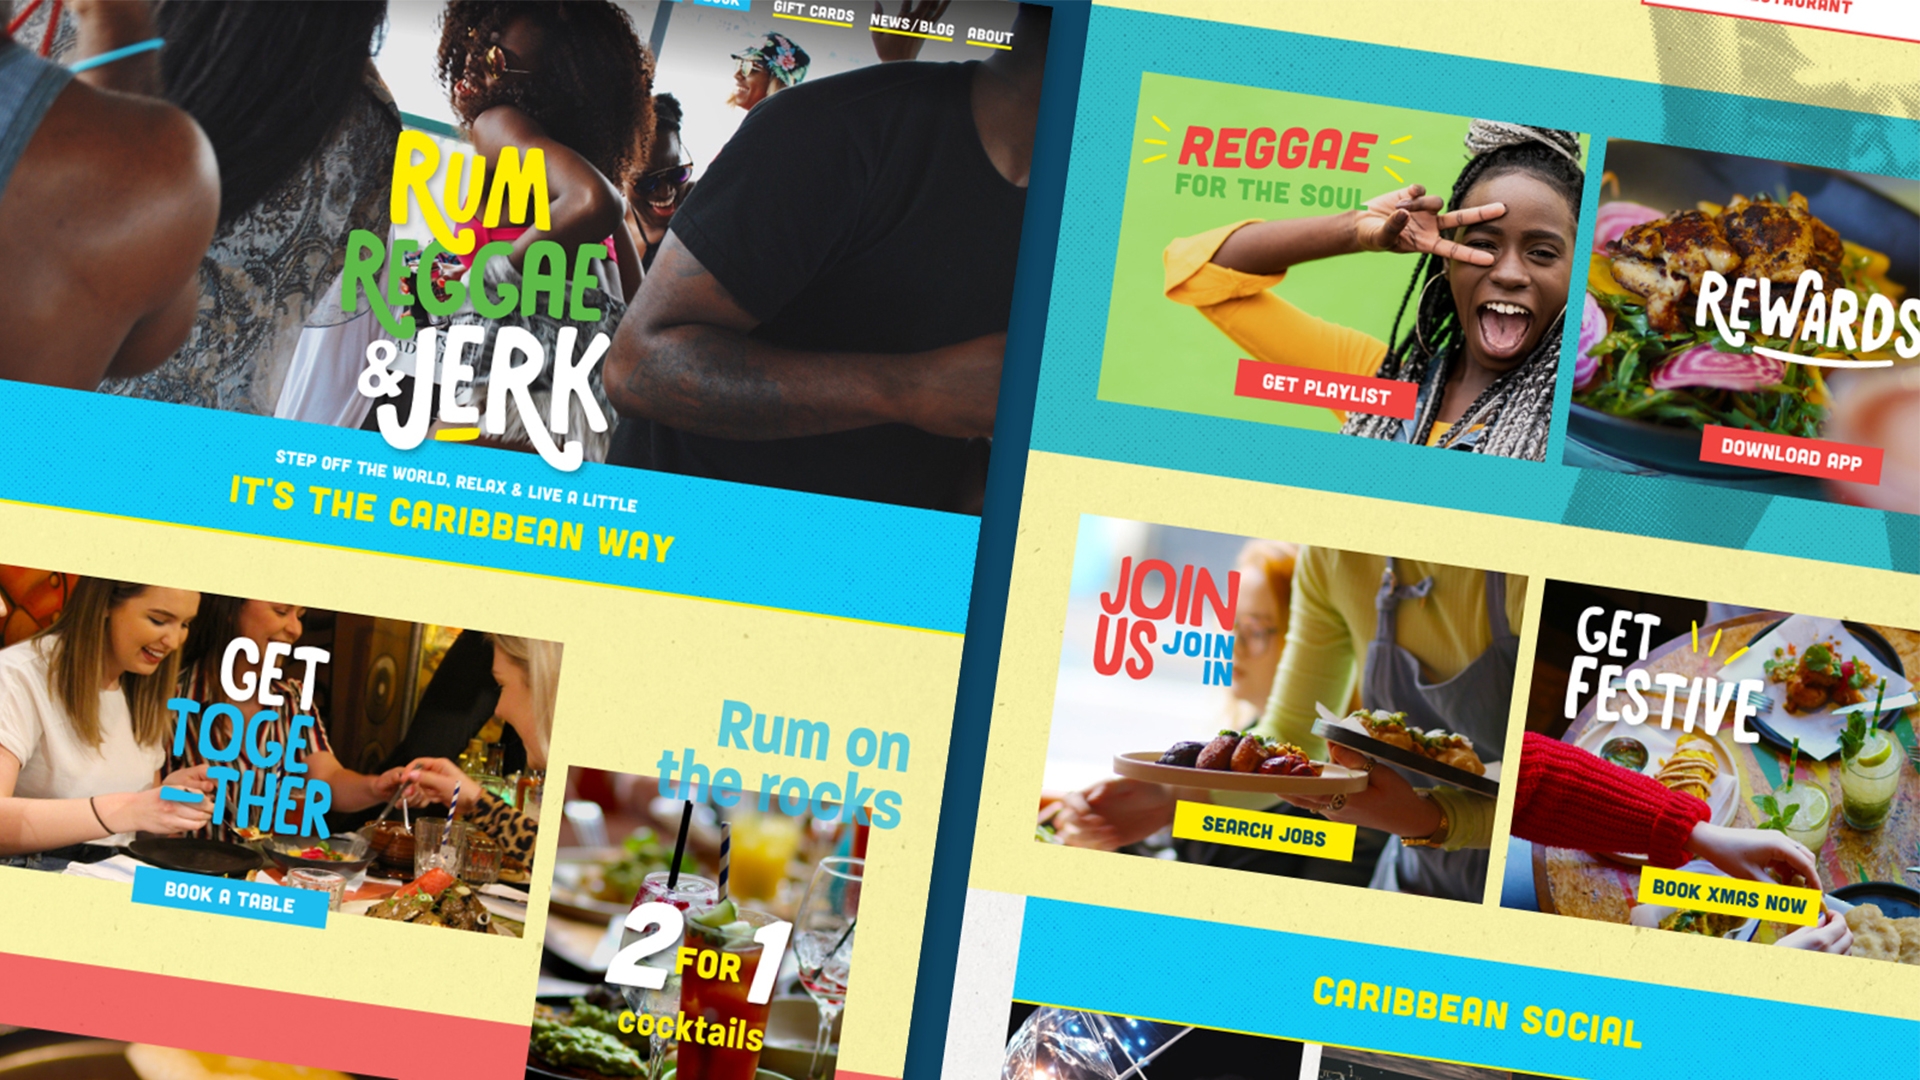 BOOK
GIFT CARDS
NEWS/BLOG
ABOUT
RUM
REGGAE
& JERK
STEP OFF THE WORLD, RELAX & LIVE A LITTLE
IT'S THE CARIBBEAN WAY
GET
TOGE
-THER
BOOK A TABLE
Rum on
the rocks
2 FOR 1
cocktails
REGGAE
FOR THE SOUL
GET PLAYLIST
REWARDS
DOWNLOAD APP
JOIN
US JOIN
IN
SEARCH JOBS
GET
FESTIVE
BOOK XMAS NOW
CARIBBEAN SOCIAL